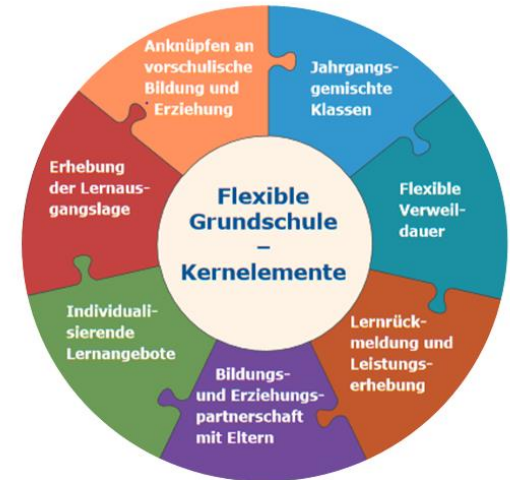 Flexible
Grundschule
–
Kernelemente
Jahrgangs-
gemischte
Klassen
Flexible
Verweil-
dauer
Lernrück-
meldung und
Leistungs-
erhebung
Bildungs-
und Erziehungs-
partnerschaft
mit Eltern
Individuali-
sierende
Lernangebote
Erhebung
der Lernaus-
gangslage
Anknüpfen an
vorschulische
Bildung und
Erziehung